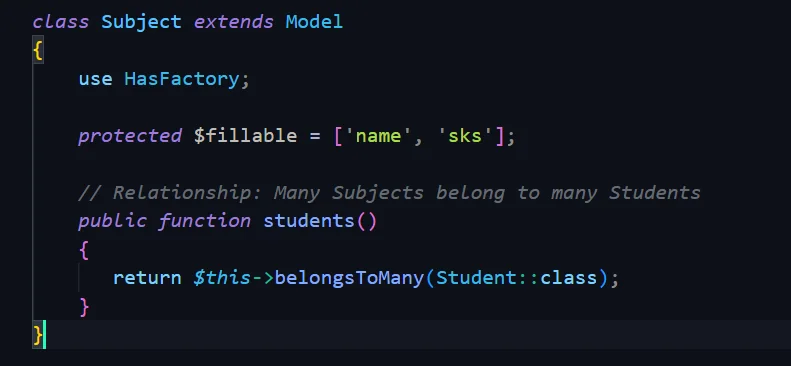 class Subject extends Model
{
    use HasFactory;
    protected $fillable = ['name', 'sks'];
    // Relationship: Many Subjects belong to many Students
    public function students()
    {
       return $this->belongsToMany(Student::class);
    }
}